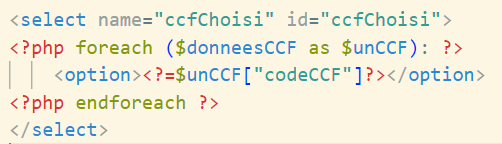 <select name="ccfChoisi" id="ccfChoisi">
<?php foreach ($donneesCCF as $unCCF): ?>
    <option><?=$unCCF["codeCCF"]?></option>
<?php endforeach ?>
</select>